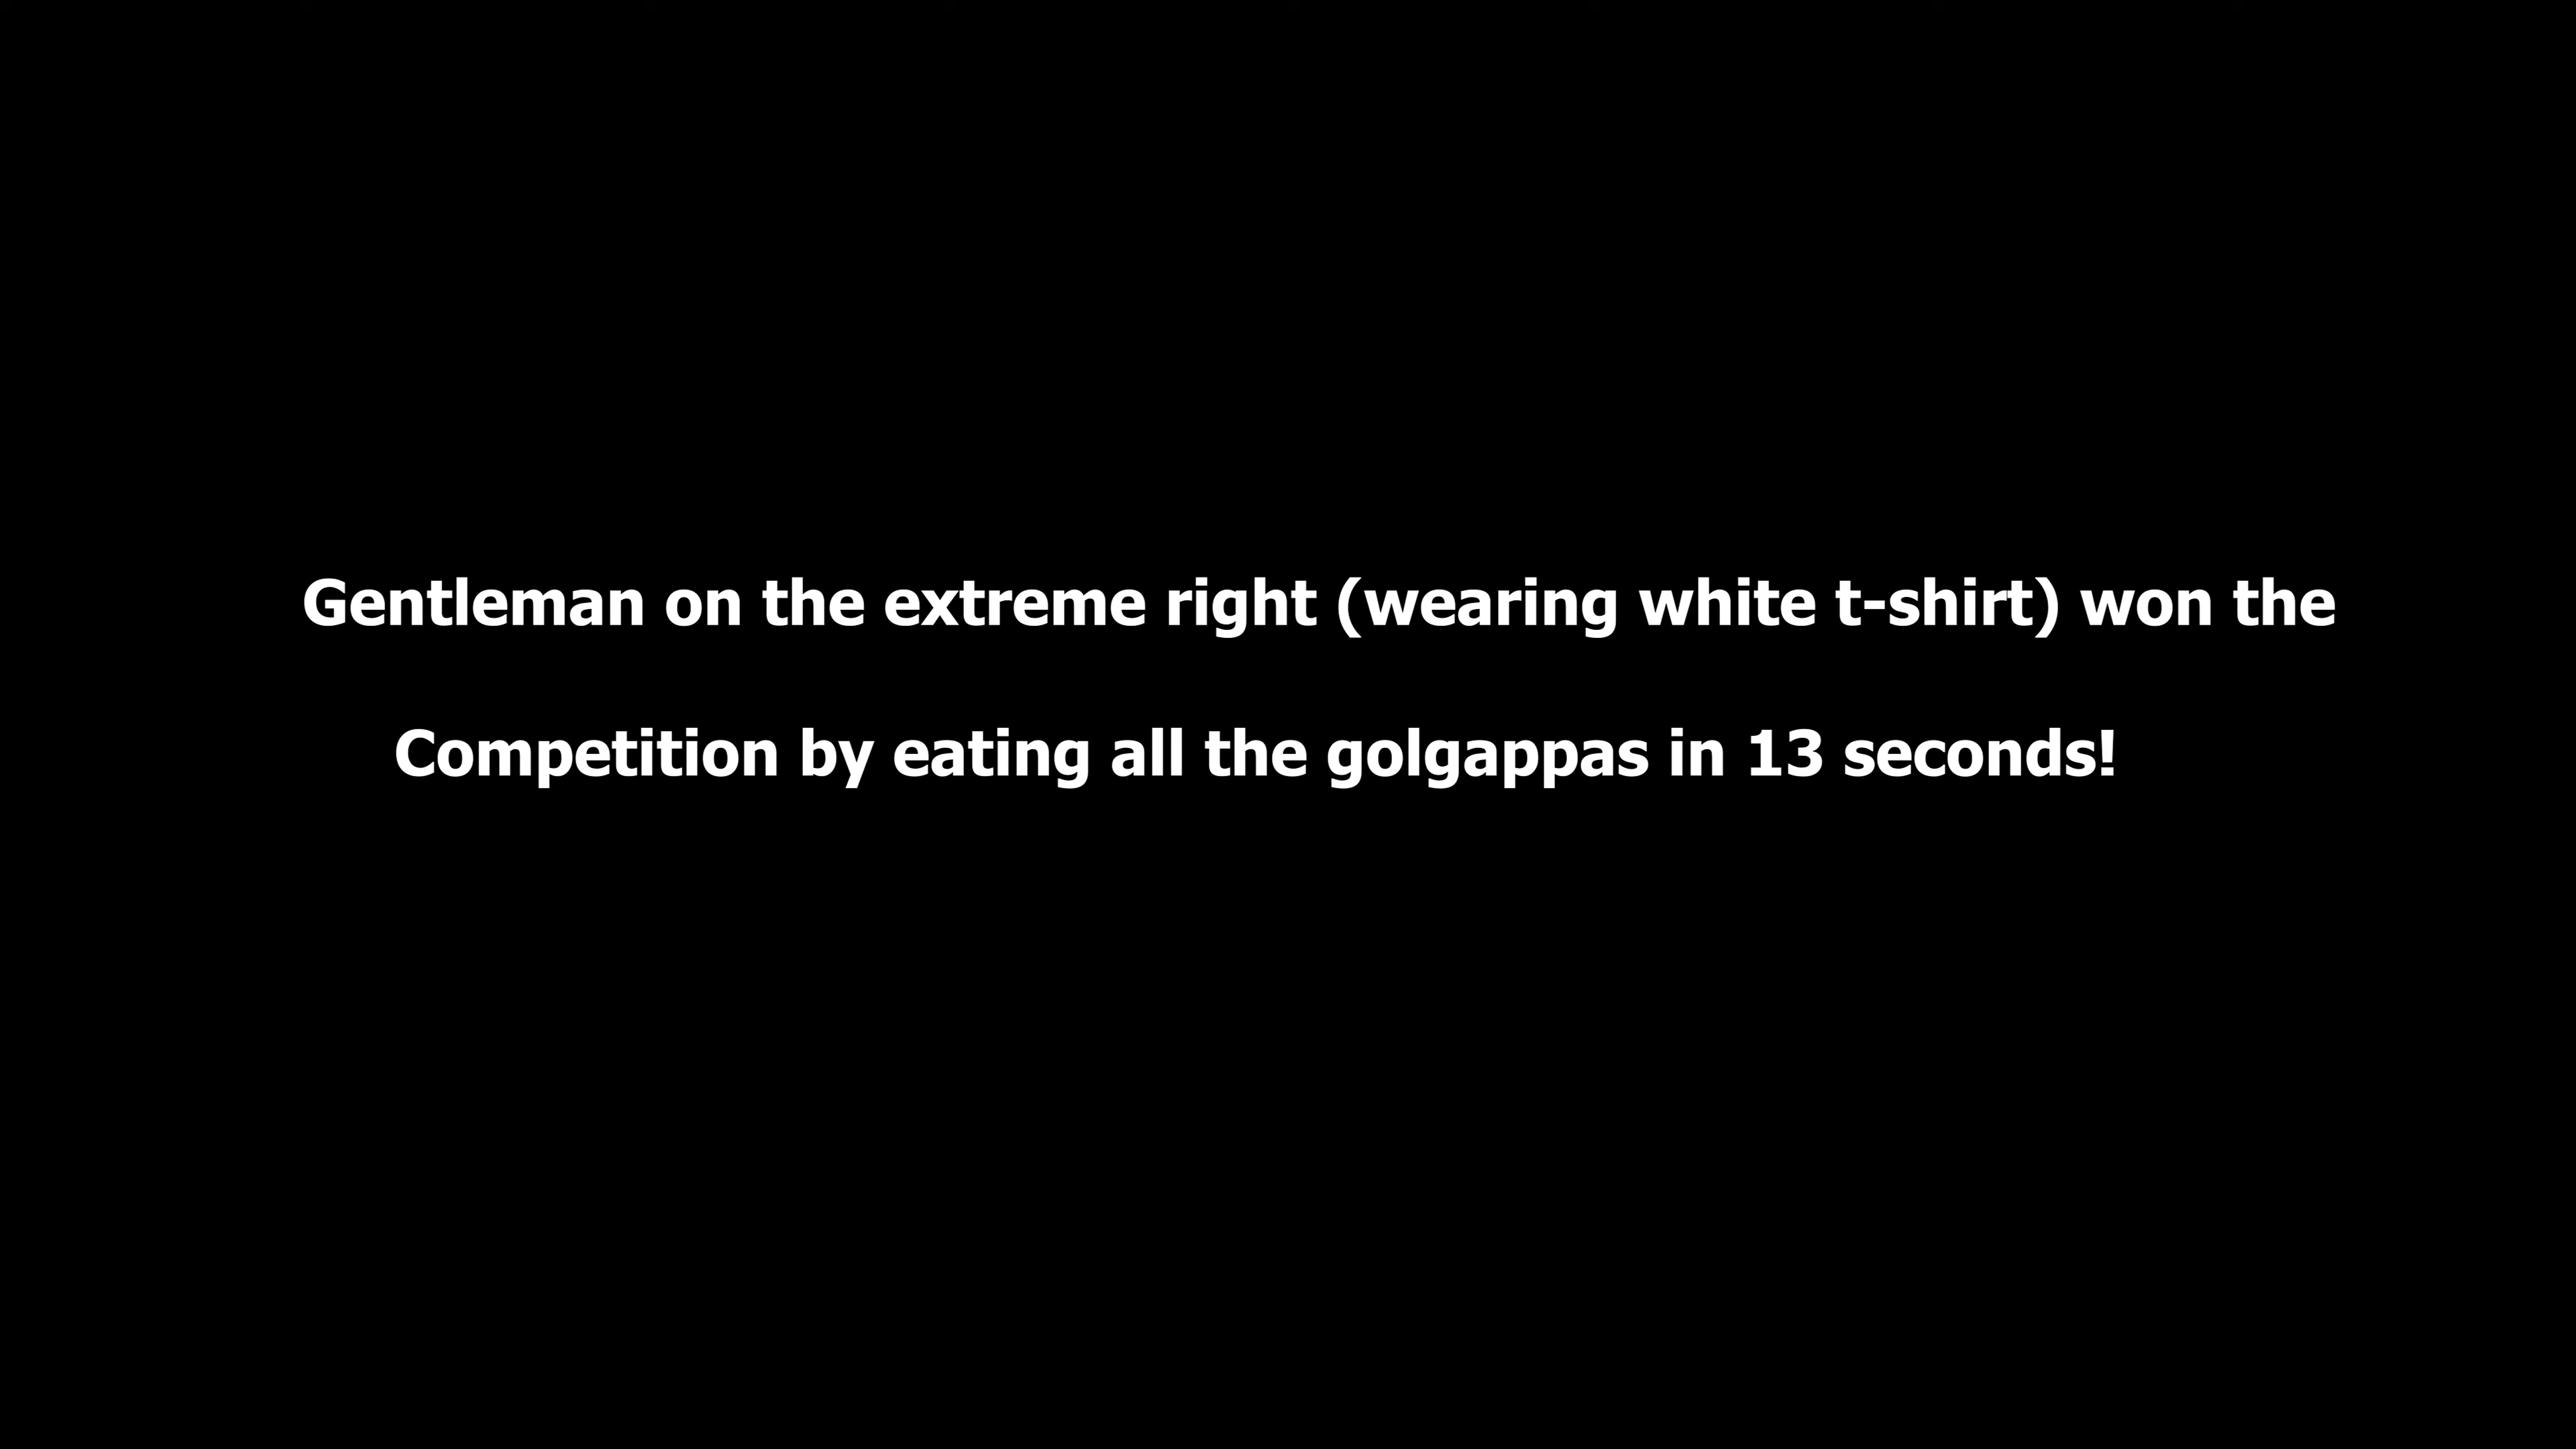 Gentleman on the extreme right (wearing white t-shirt) won the
Competition by eating all the golgappas in 13 seconds!